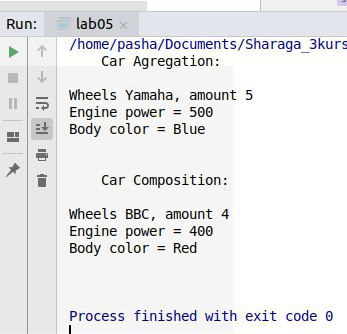 Run: lab05
/home/pasha/Documents/Sharaga_3kurs
Car Agregation:
Wheels Yamaha, amount 5
Engine power = 500
Body color = Blue
Car Composition:
Wheels BBC, amount 4
Engine power = 400
Body color = Red
Process finished with exit code 0